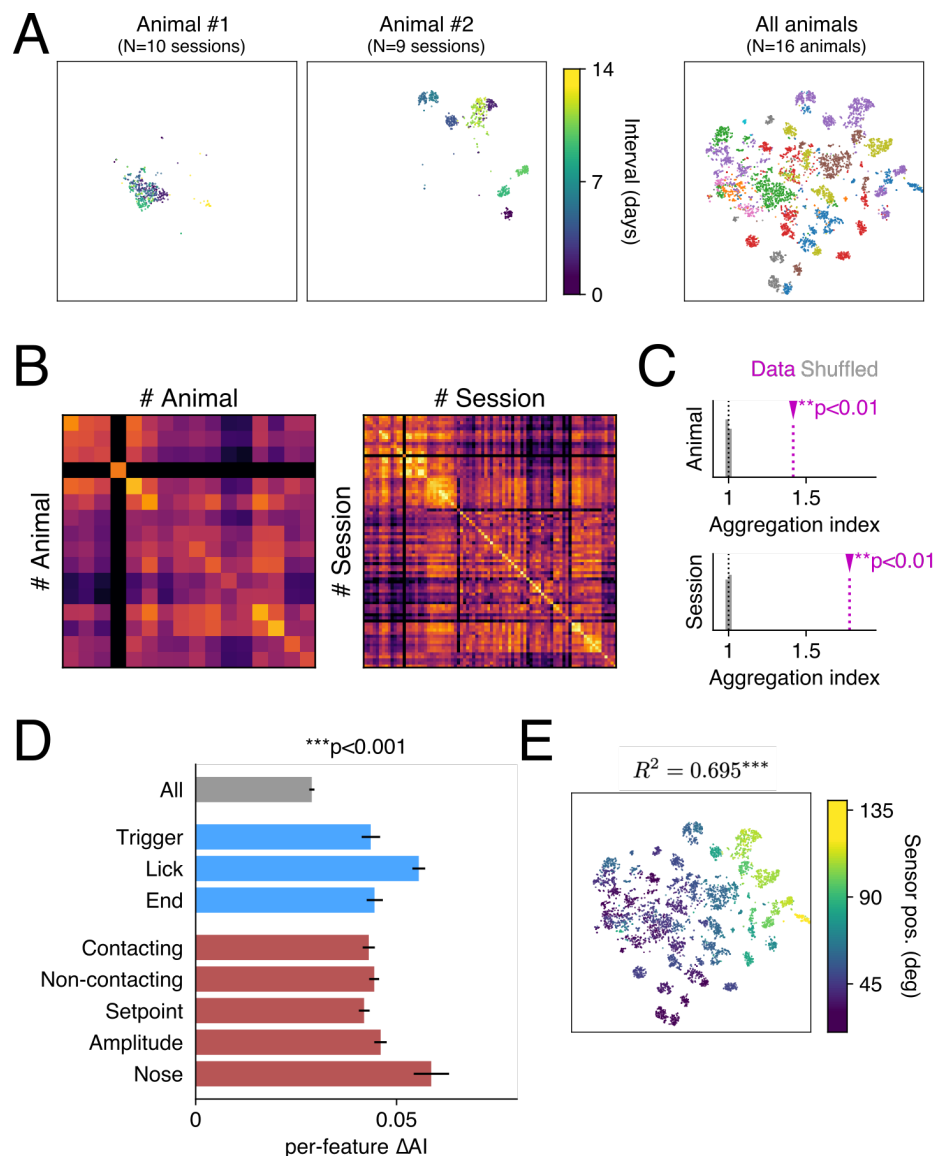 A
Animal #1
(N=10 sessions)
Animal #2
(N=9 sessions)
14
7
0
Interval (days)
All animals
(N=16 animals)
B
# Animal
# Animal
# Session
# Session
C
Data Shuffled
Animal
**p<0.01
1
1.5
Aggregation index
Session
**p<0.01
1
1.5
Aggregation index
D
***p<0.001
All
Trigger
Lick
End
Contacting
Non-contacting
Setpoint
Amplitude
Nose
0
0.05
per-feature ΔAI
E
R² = 0.695***
135
90
45
Sensor pos. (deg)